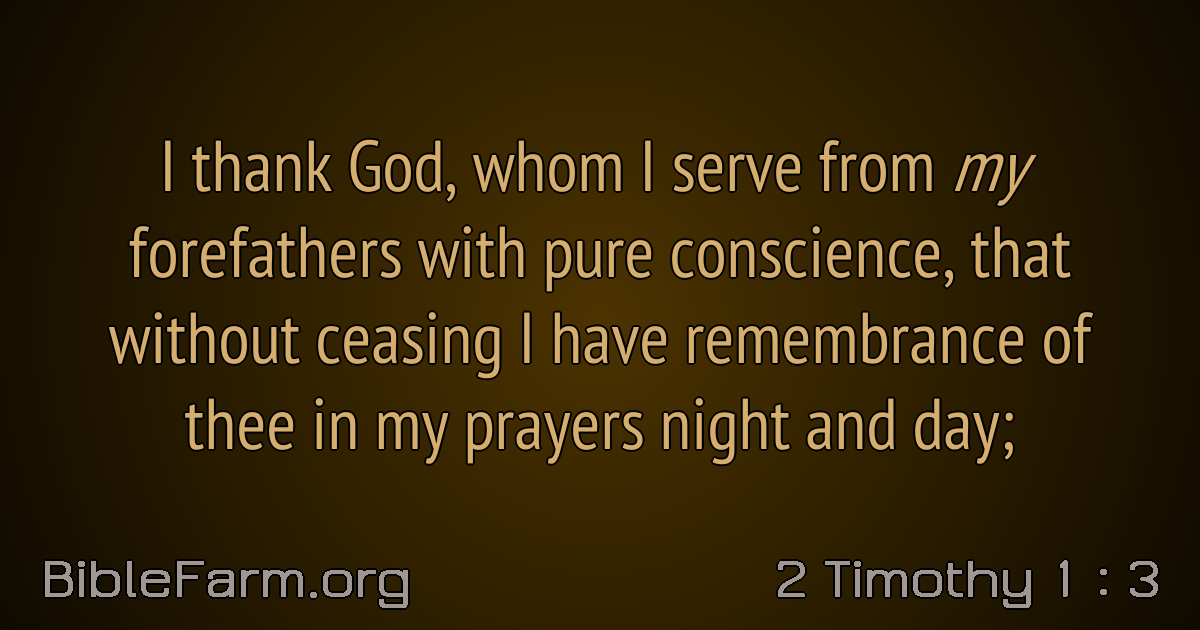 I thank God, whom I serve from my
forefathers with pure conscience, that
without ceasing I have remembrance of
thee in my prayers night and day;
BibleFarm.org
2 Timothy 1 : 3